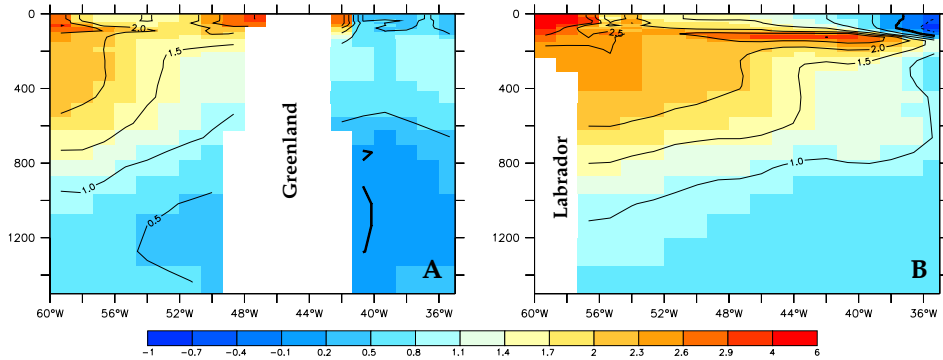 0
400
800
1200
60°W
56°W
52°W
48°W
44°W
40°W
36°W
2.0
1.5
1.0
0.5
Greenland
A
0
400
800
1200
60°W
56°W
52°W
48°W
44°W
40°W
36°W
2.5
2.0
1.5
1.0
Labrador
B
−1 −0.7 −0.4 −0.1 0.2 0.5 0.8 1.1 1.4 1.7 2 2.3 2.6 2.9 4 6